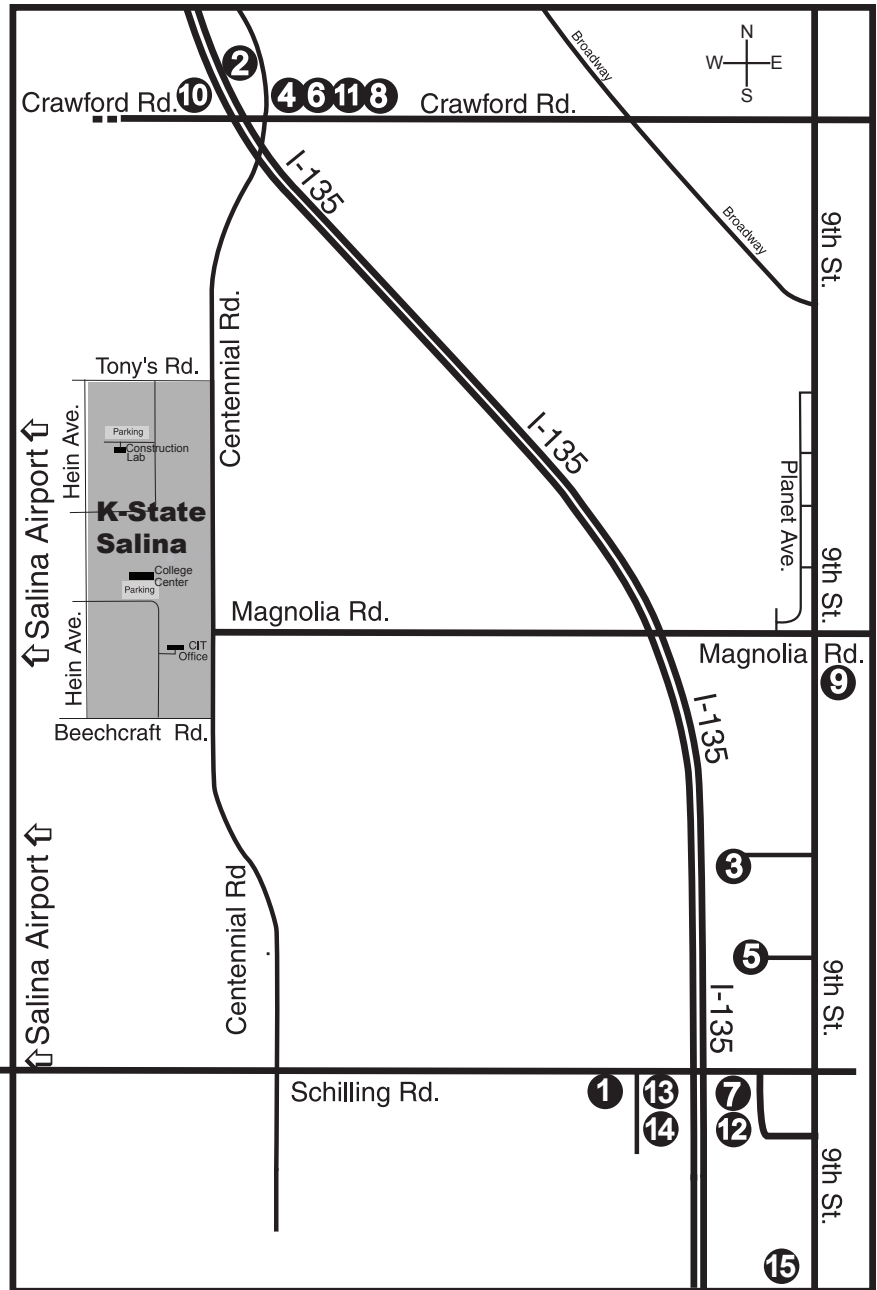 Broadway
N
W E
S
2
Crawford Rd. 10 4 6 11 8 Crawford Rd.
I-135
Broadway
9th St.
Centennial Rd.
Tony's Rd.
Hein Ave.
Parking
Construction
Lab
I-135
Salina Airport
K-State
Salina
Planet Ave.
College
Center
Parking
9th St.
Magnolia Rd.
Hein Ave.
CIT
Office
Magnolia Rd.
9
I-135
Beechcraft Rd.
3
Salina Airport
Centennial Rd
5
9th St.
I-135
Schilling Rd.
1 13 7
14 12
9th St.
15